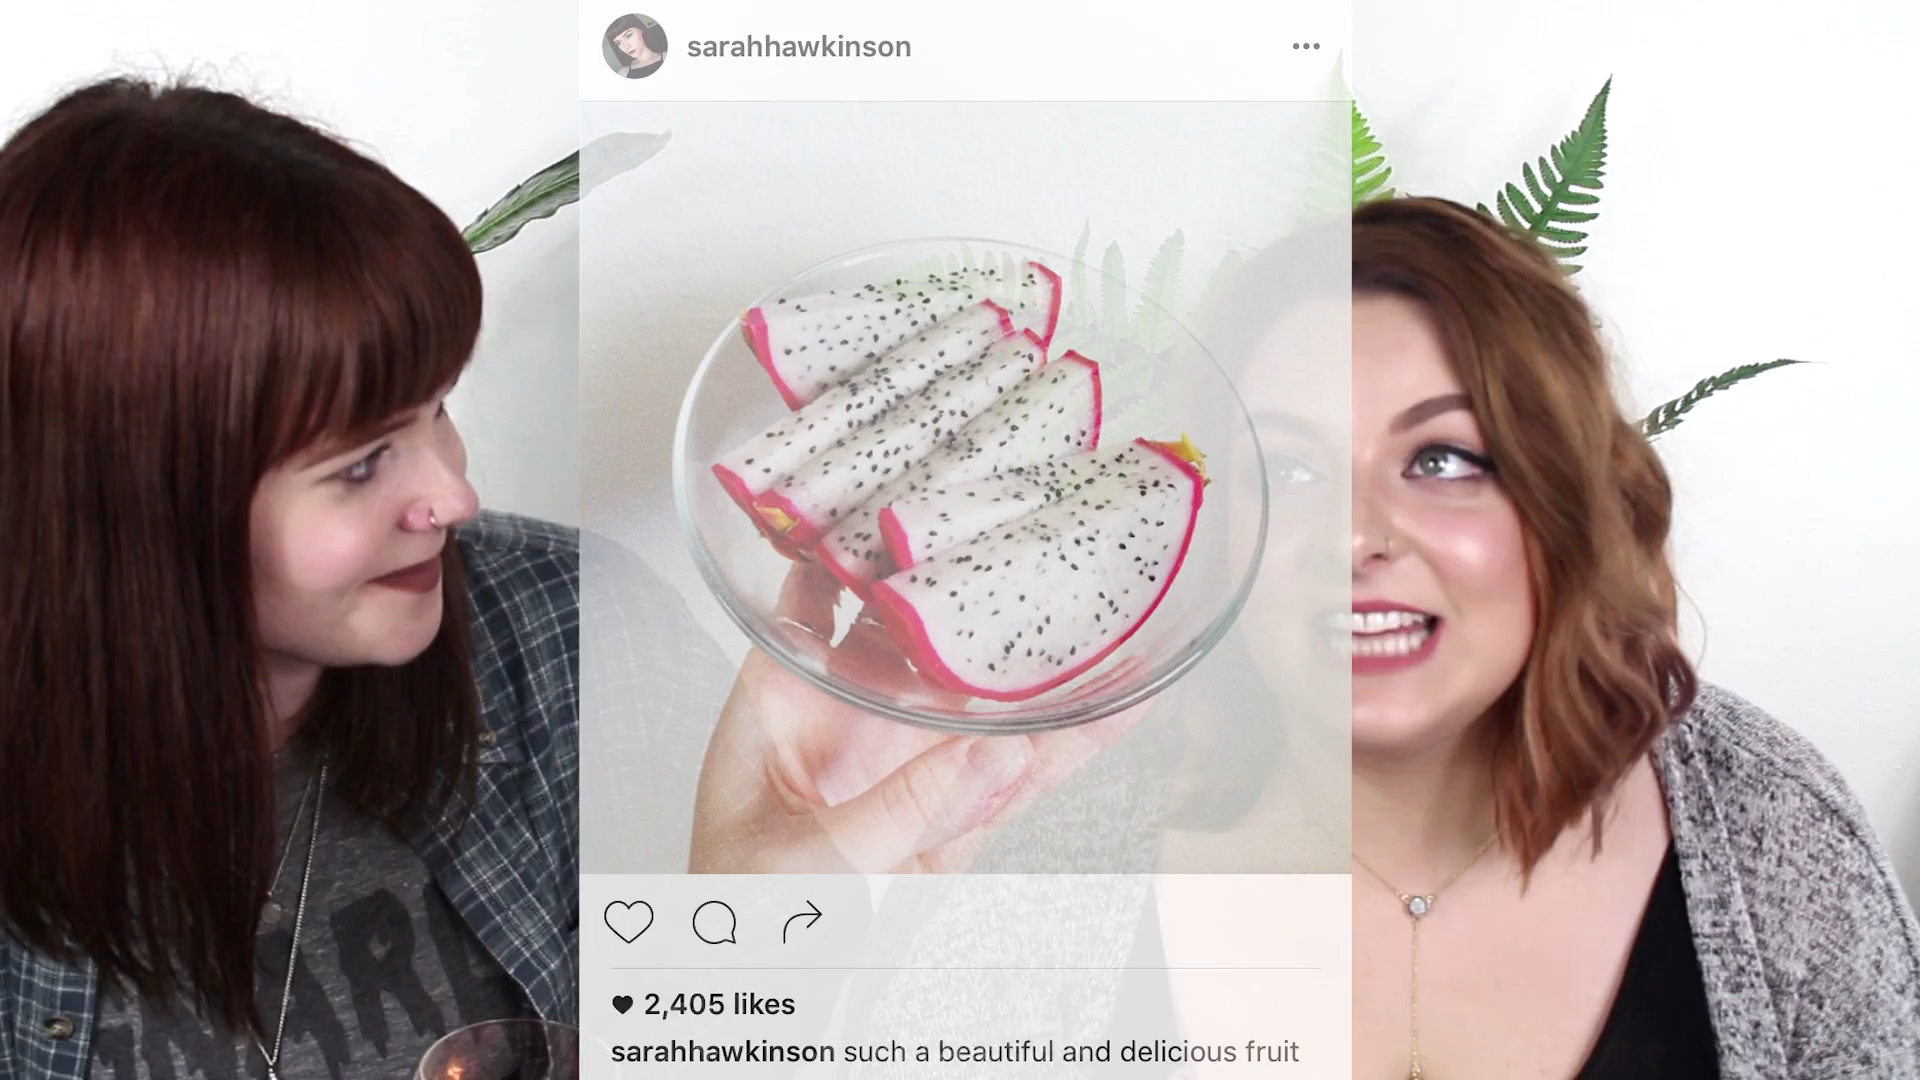 sarahhawkinson
2,405 likes
sarahhawkinson such a beautiful and delicious fruit